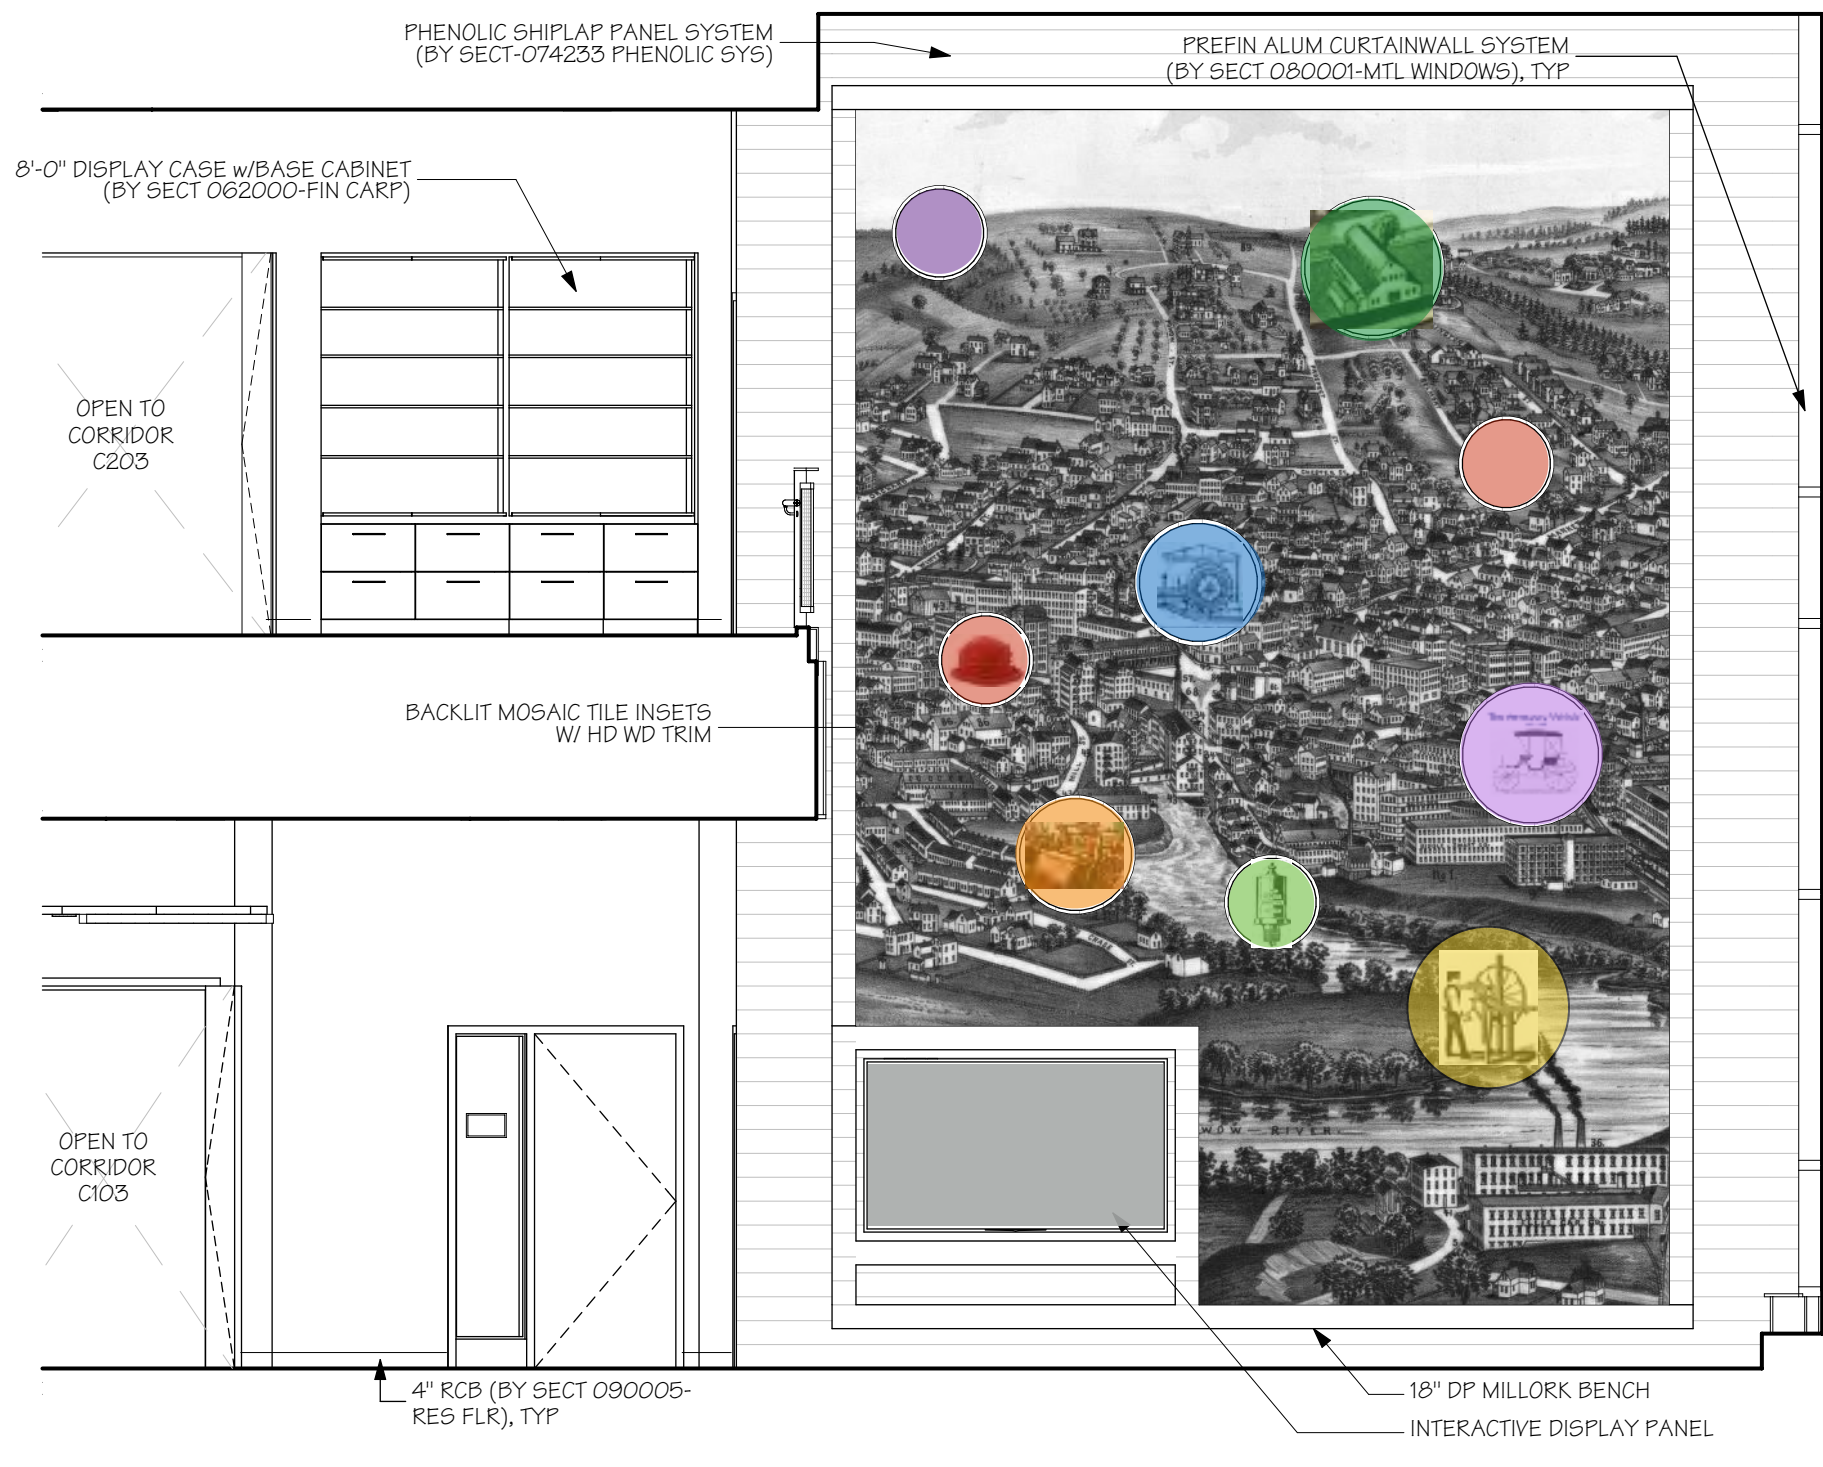 PHENOLIC SHIPLAP PANEL SYSTEM
(BY SECT-074233 PHENOLIC SYS)
PREFIN ALUM CURTAINWALL SYSTEM
(BY SECT 080001-MTL WINDOWS), TYP
8'-0" DISPLAY CASE w/BASE CABINET
(BY SECT 062000-FIN CARP)
OPEN TO
CORRIDOR
C203
BACKLIT MOSAIC TILE INSETS
W/ HD WD TRIM
OPEN TO
CORRIDOR
C103
WOW RIVER.
36.
4" RCB (BY SECT 090005-
RES FLR), TYP
18" DP MILLORK BENCH
INTERACTIVE DISPLAY PANEL